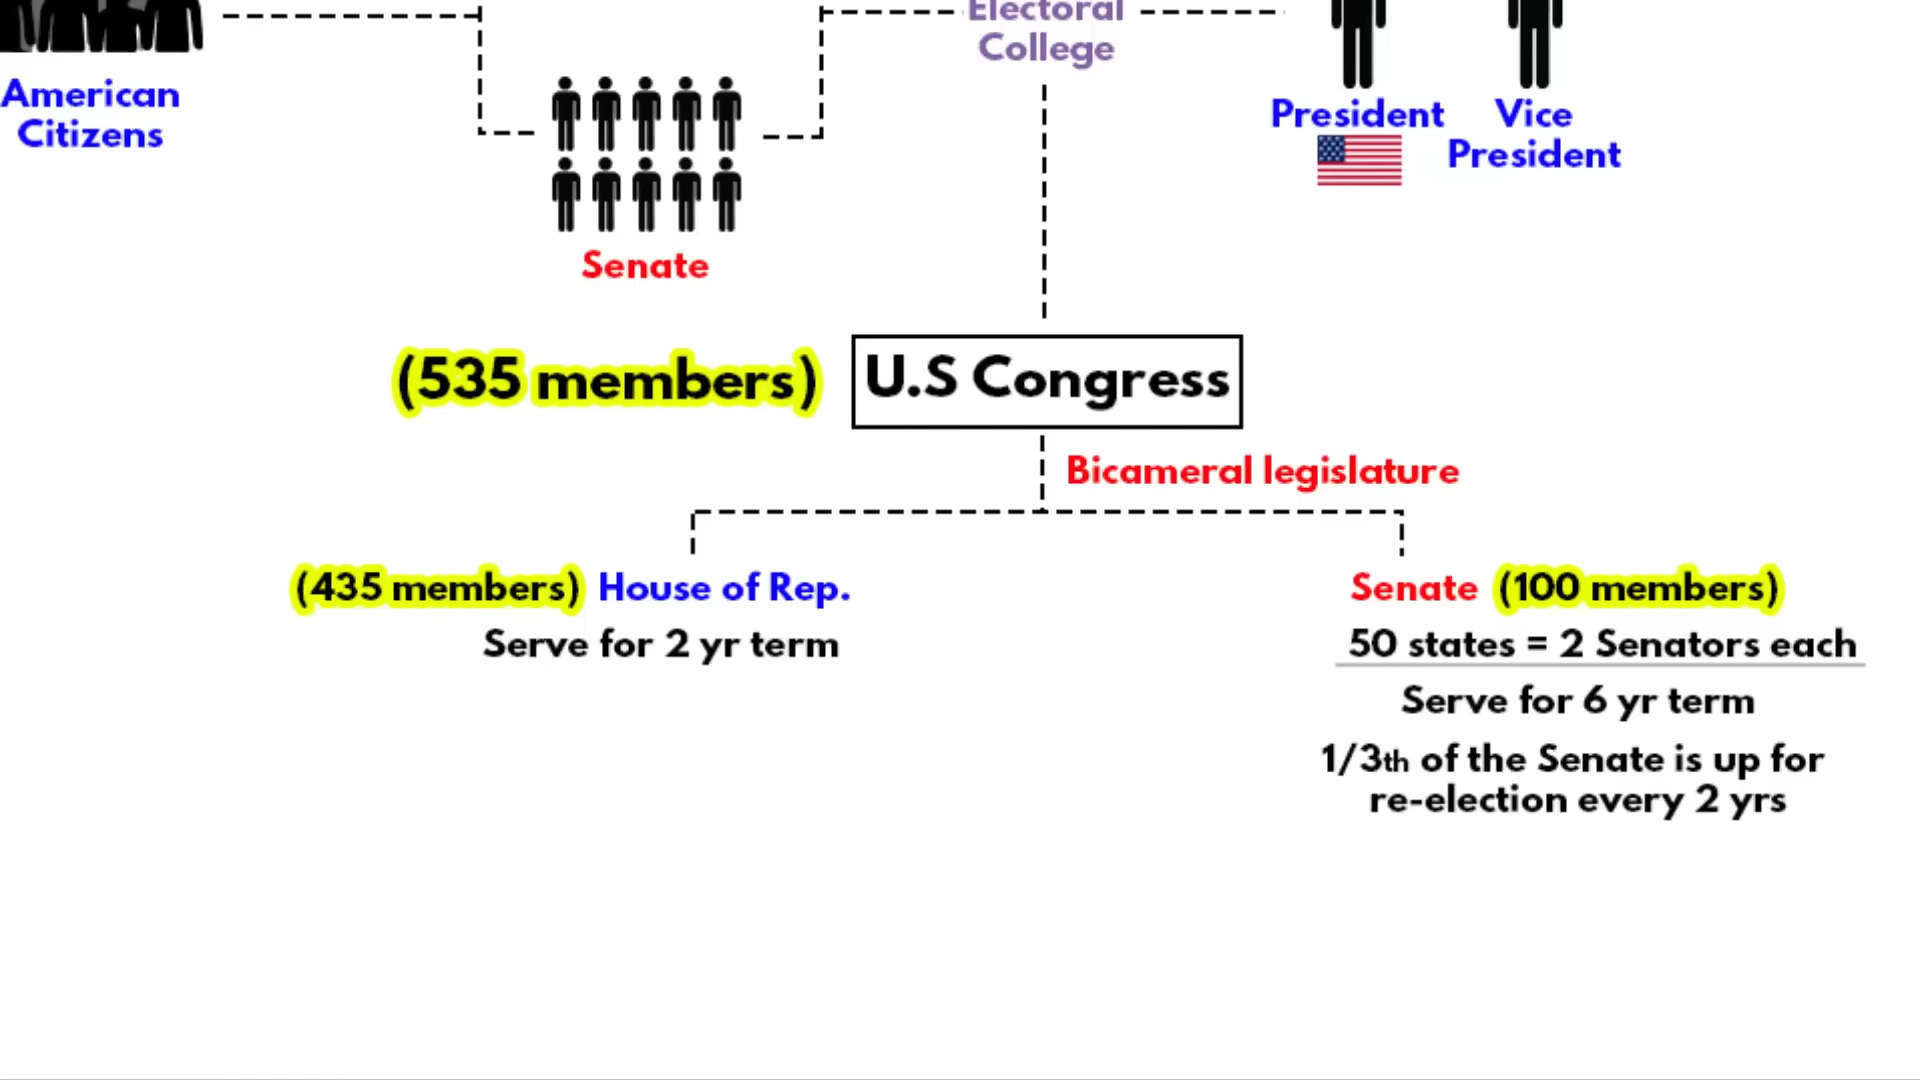 Electoral
College
American
Citizens
President
Vice
President
Senate
(535 members)
U.S Congress
Bicameral legislature
(435 members) House of Rep.
Serve for 2 yr term
Senate (100 members)
50 states = 2 Senators each
Serve for 6 yr term
1/3th of the Senate is up for
re-election every 2 yrs